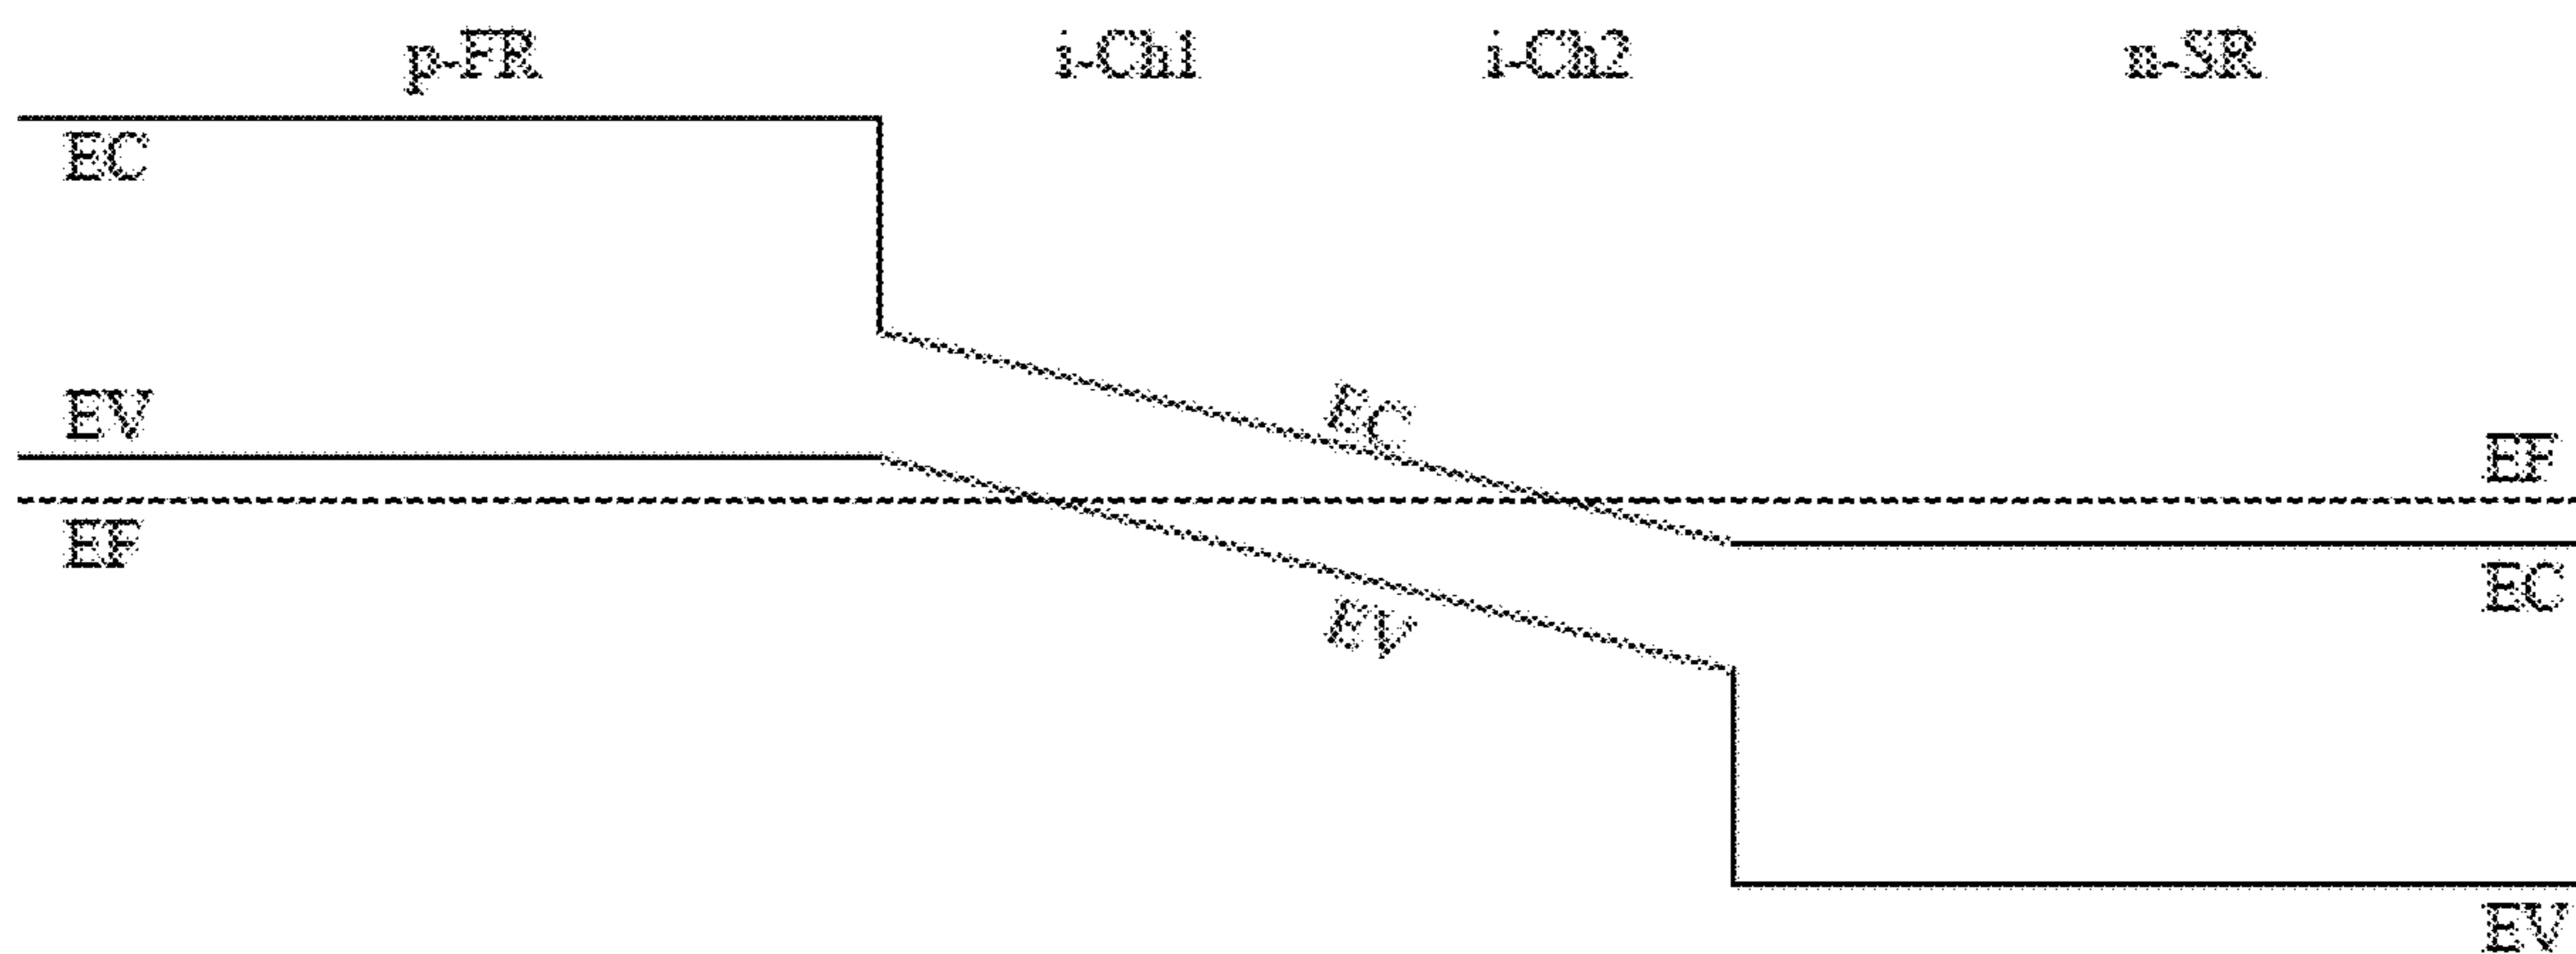 p-FR i-Ch1 i-Ch2 n-SR
EC
EV
EC
EF
EF
EC
EV
EV